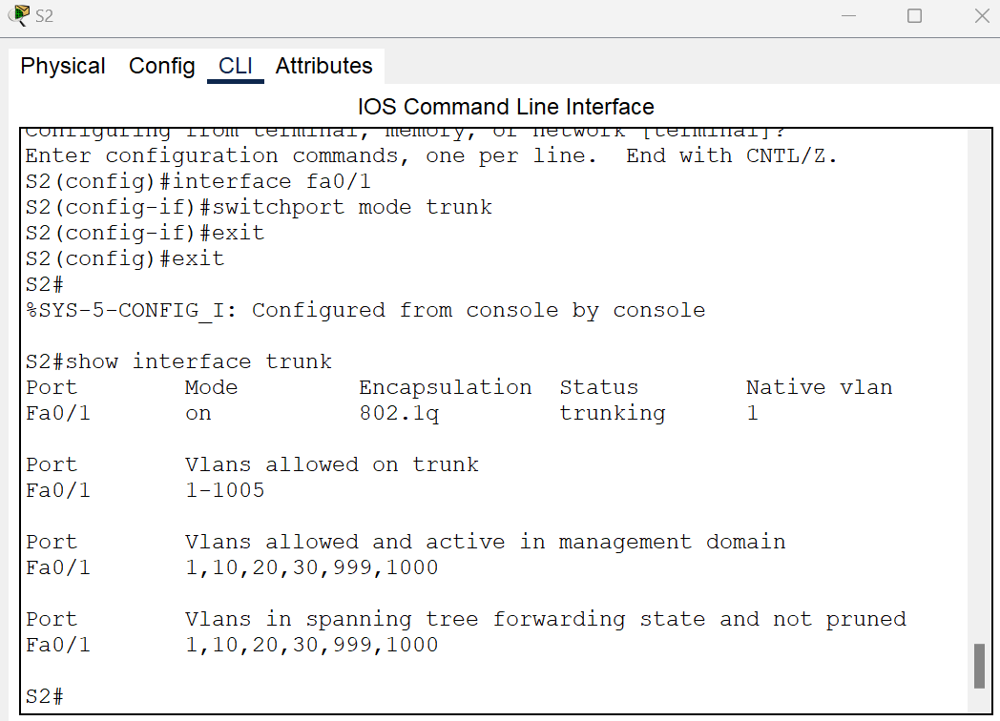 S2
Physical Config CLI Attributes
IOS Command Line Interface
Configuring from terminal, memory, or network [terminal]?
Enter configuration commands, one per line.  End with CNTL/Z.
S2(config)#interface fa0/1
S2(config-if)#switchport mode trunk
S2(config-if)#exit
S2(config)#exit
S2#
%SYS-5-CONFIG_I: Configured from console by console
S2#show interface trunk
Port        Mode         Encapsulation  Status        Native vlan
Fa0/1       on           802.1q         trunking      1
Port        Vlans allowed on trunk
Fa0/1       1-1005
Port        Vlans allowed and active in management domain
Fa0/1       1,10,20,30,999,1000
Port        Vlans in spanning tree forwarding state and not pruned
Fa0/1       1,10,20,30,999,1000
S2#